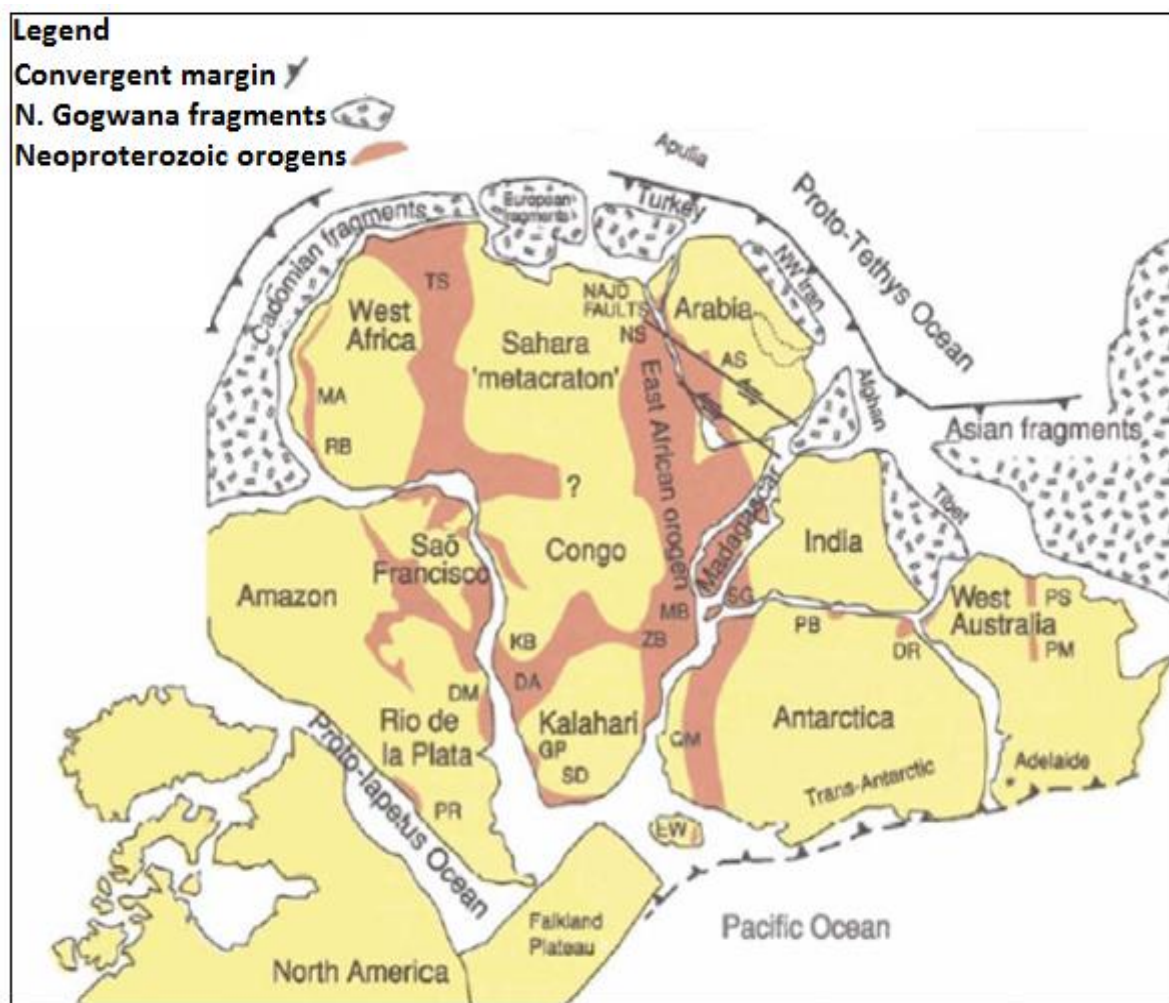 Legend
Convergent margin
N. Gogwana fragments
Neoproterozoic orogens
Apulia
Proto-Tethys Ocean
European
fragments
Turkey
NW Iran
Cadomian fragments
TS
NAJD
FAULTS
NS
Arabia
West
Africa
Sahara
'metacraton'
AS
MA
RB
East African orogen
Afghan
Asian fragments
Tibet
?
Madagascar
India
Saõ
Francisco
Congo
Amazon
MB
SG
PB
West
Australia
PS
PM
KB
ZB
DR
DM
DA
Rio de
la Plata
Kalahari
GP
SD
Antarctica
Adelaide
Trans-Antarctic
Proto-Iapetus Ocean
PR
EW
Falkland
Plateau
Pacific Ocean
North America